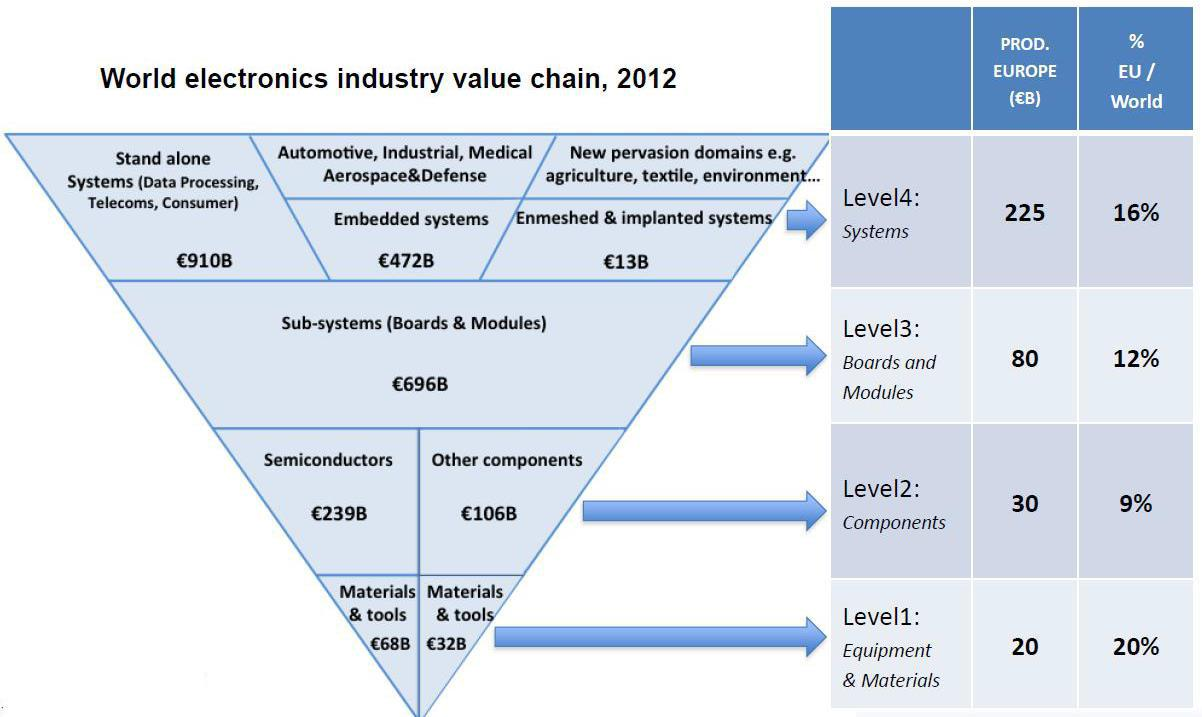 World electronics industry value chain, 2012
Stand alone
Systems (Data Processing,
Telecoms, Consumer)
€910B
Automotive, Industrial, Medical
Aerospace&Defense
Embedded systems
€472B
New pervasion domains e.g.
agriculture, textile, environment...
Enmeshed & implanted systems
€13B
Sub-systems (Boards & Modules)
€696B
Semiconductors
€239B
Other components
€106B
Materials
& tools
€68B
Materials
& tools
€32B
PROD.
EUROPE
(€B)
%
EU /
World
Level4:
Systems
225
16%
Level3:
Boards and
Modules
80
12%
Level2:
Components
30
9%
Level1:
Equipment
& Materials
20
20%